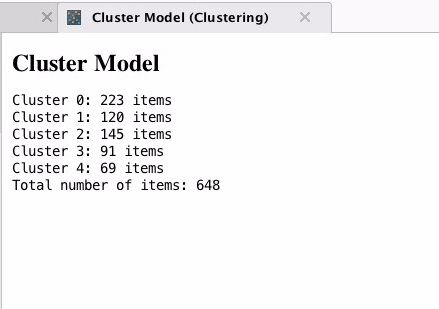 Cluster Model (Clustering)
Cluster Model
Cluster 0: 223 items
Cluster 1: 120 items
Cluster 2: 145 items
Cluster 3: 91 items
Cluster 4: 69 items
Total number of items: 648